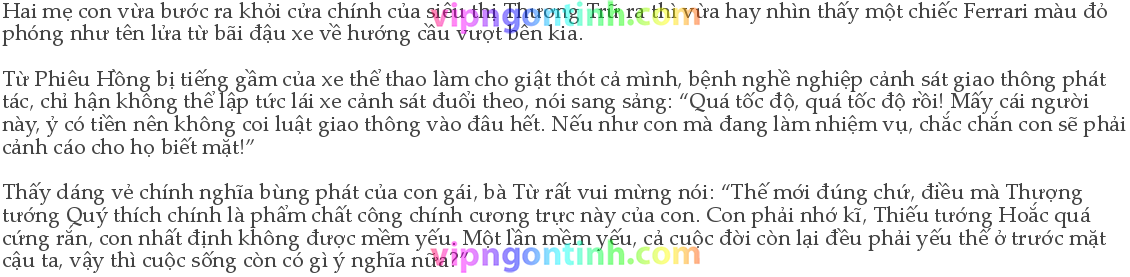 Hai mẹ con vừa bước ra khỏi cửa chính của siêu thị Thương Trữ ra thì vừa hay nhìn thấy một chiếc Ferrari màu đỏ
phóng như tên lửa từ bãi đậu xe về hướng cầu vượt bên kia.
Từ Phiêu Hồng bị tiếng gầm của xe thể thao làm cho giật thót cả mình, bệnh nghề nghiệp cảnh sát giao thông phát
tác, chỉ hận không thể lập tức lái xe cảnh sát đuổi theo, nói sang sảng: “Quá tốc độ, quá tốc độ rồi! Mấy cái người
này, ỷ có tiền nên không coi luật giao thông vào đâu hết. Nếu như con mà đang làm nhiệm vụ, chắc chắn con sẽ phải
cảnh cáo cho họ biết mặt!”
Thấy dáng vẻ chính nghĩa bùng phát của con gái, bà Từ rất vui mừng nói: “Thế mới đúng chứ, điều mà Thượng
tướng Quý thích chính là phẩm chất công chính cương trực này của con. Con phải nhớ kĩ, Thiếu tướng Hoắc quá
cứng rắn, con nhất định không được mềm yếu. Một lần mềm yếu, cả cuộc đời còn lại đều phải yếu thế ở trước mặt
cậu ta, vậy thì cuộc sống còn có gì ý nghĩa nữa?”
vipngontinh.com
vipngontinh.com
vipngontinh.com